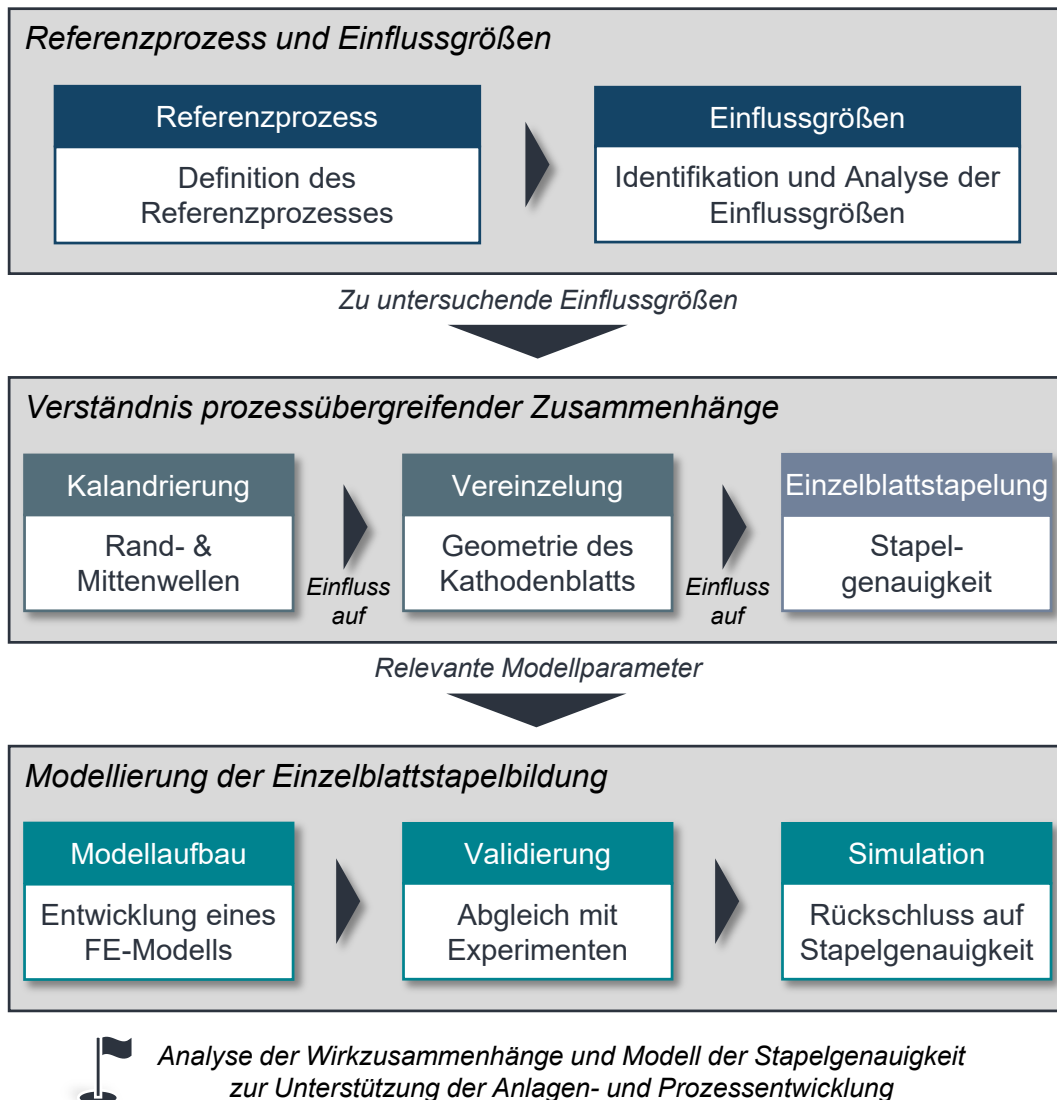 Referenzprozess und Einflussgrößen
Referenzprozess
Definition des
Referenzprozesses
Einflussgrößen
Identifikation und Analyse der
Einflussgrößen
Zu untersuchende Einflussgrößen
Verständnis prozessübergreifender Zusammenhänge
Kalandrierung
Rand- &
Mittenwellen
Einfluss
auf
Vereinzelung
Geometrie des
Kathodenblatts
Einfluss
auf
Einzelblattstapelung
Stapel-
genauigkeit
Relevante Modellparameter
Modellierung der Einzelblattstapelbildung
Modellaufbau
Entwicklung eines
FE-Modells
Validierung
Abgleich mit
Experimenten
Simulation
Rückschluss auf
Stapelgenauigkeit
Analyse der Wirkzusammenhänge und Modell der Stapelgenauigkeit
zur Unterstützung der Anlagen- und Prozessentwicklung